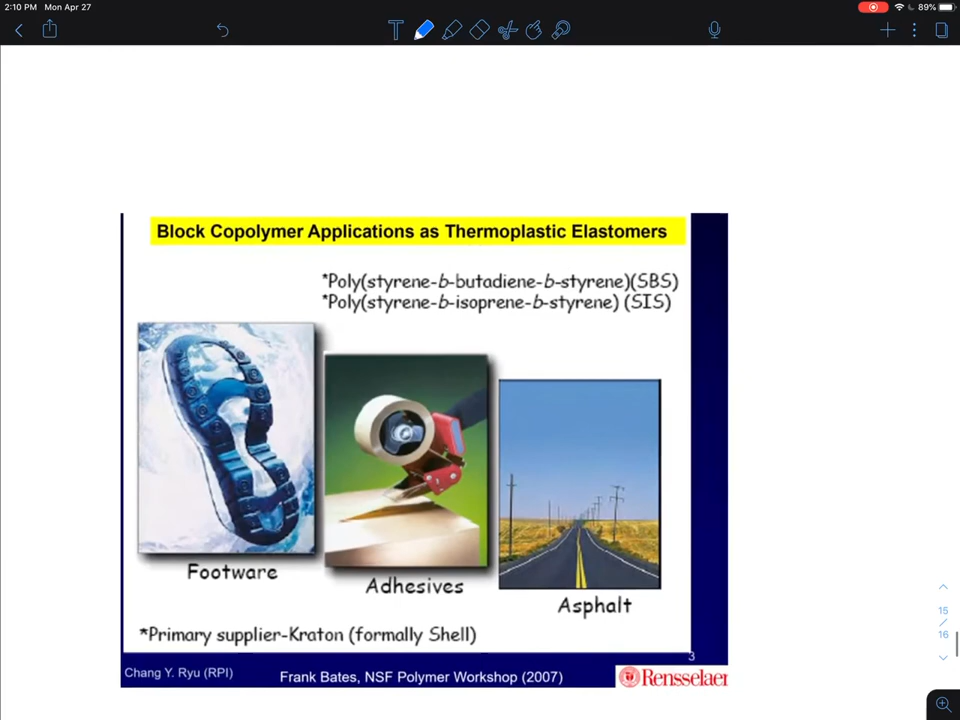 2:10 PM Mon Apr 27
89%
T
Block Copolymer Applications as Thermoplastic Elastomers
*Poly(styrene-b-butadiene-b-styrene)(SBS)
*Poly(styrene-b-isoprene-b-styrene) (SIS)
Footware
Adhesives
Asphalt
*Primary supplier-Kraton (formally Shell)
3
Chang Y. Ryu (RPI)
Frank Bates, NSF Polymer Workshop (2007)
Rensselaer
15
/
16